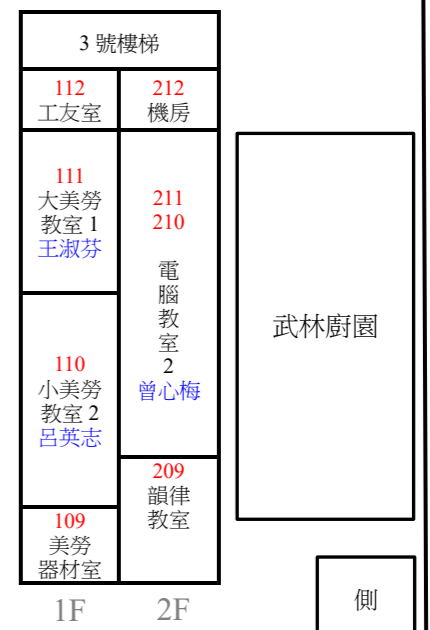 3 號樓梯
112
工友室
212
機房
111
大美勞
教室 1
王淑芬
211
210
電
腦
教
室
2
曾心梅
武林廚園
110
小美勞
教室 2
呂英志
209
韻律
教室
109
美勞
器材室
側
1F
2F